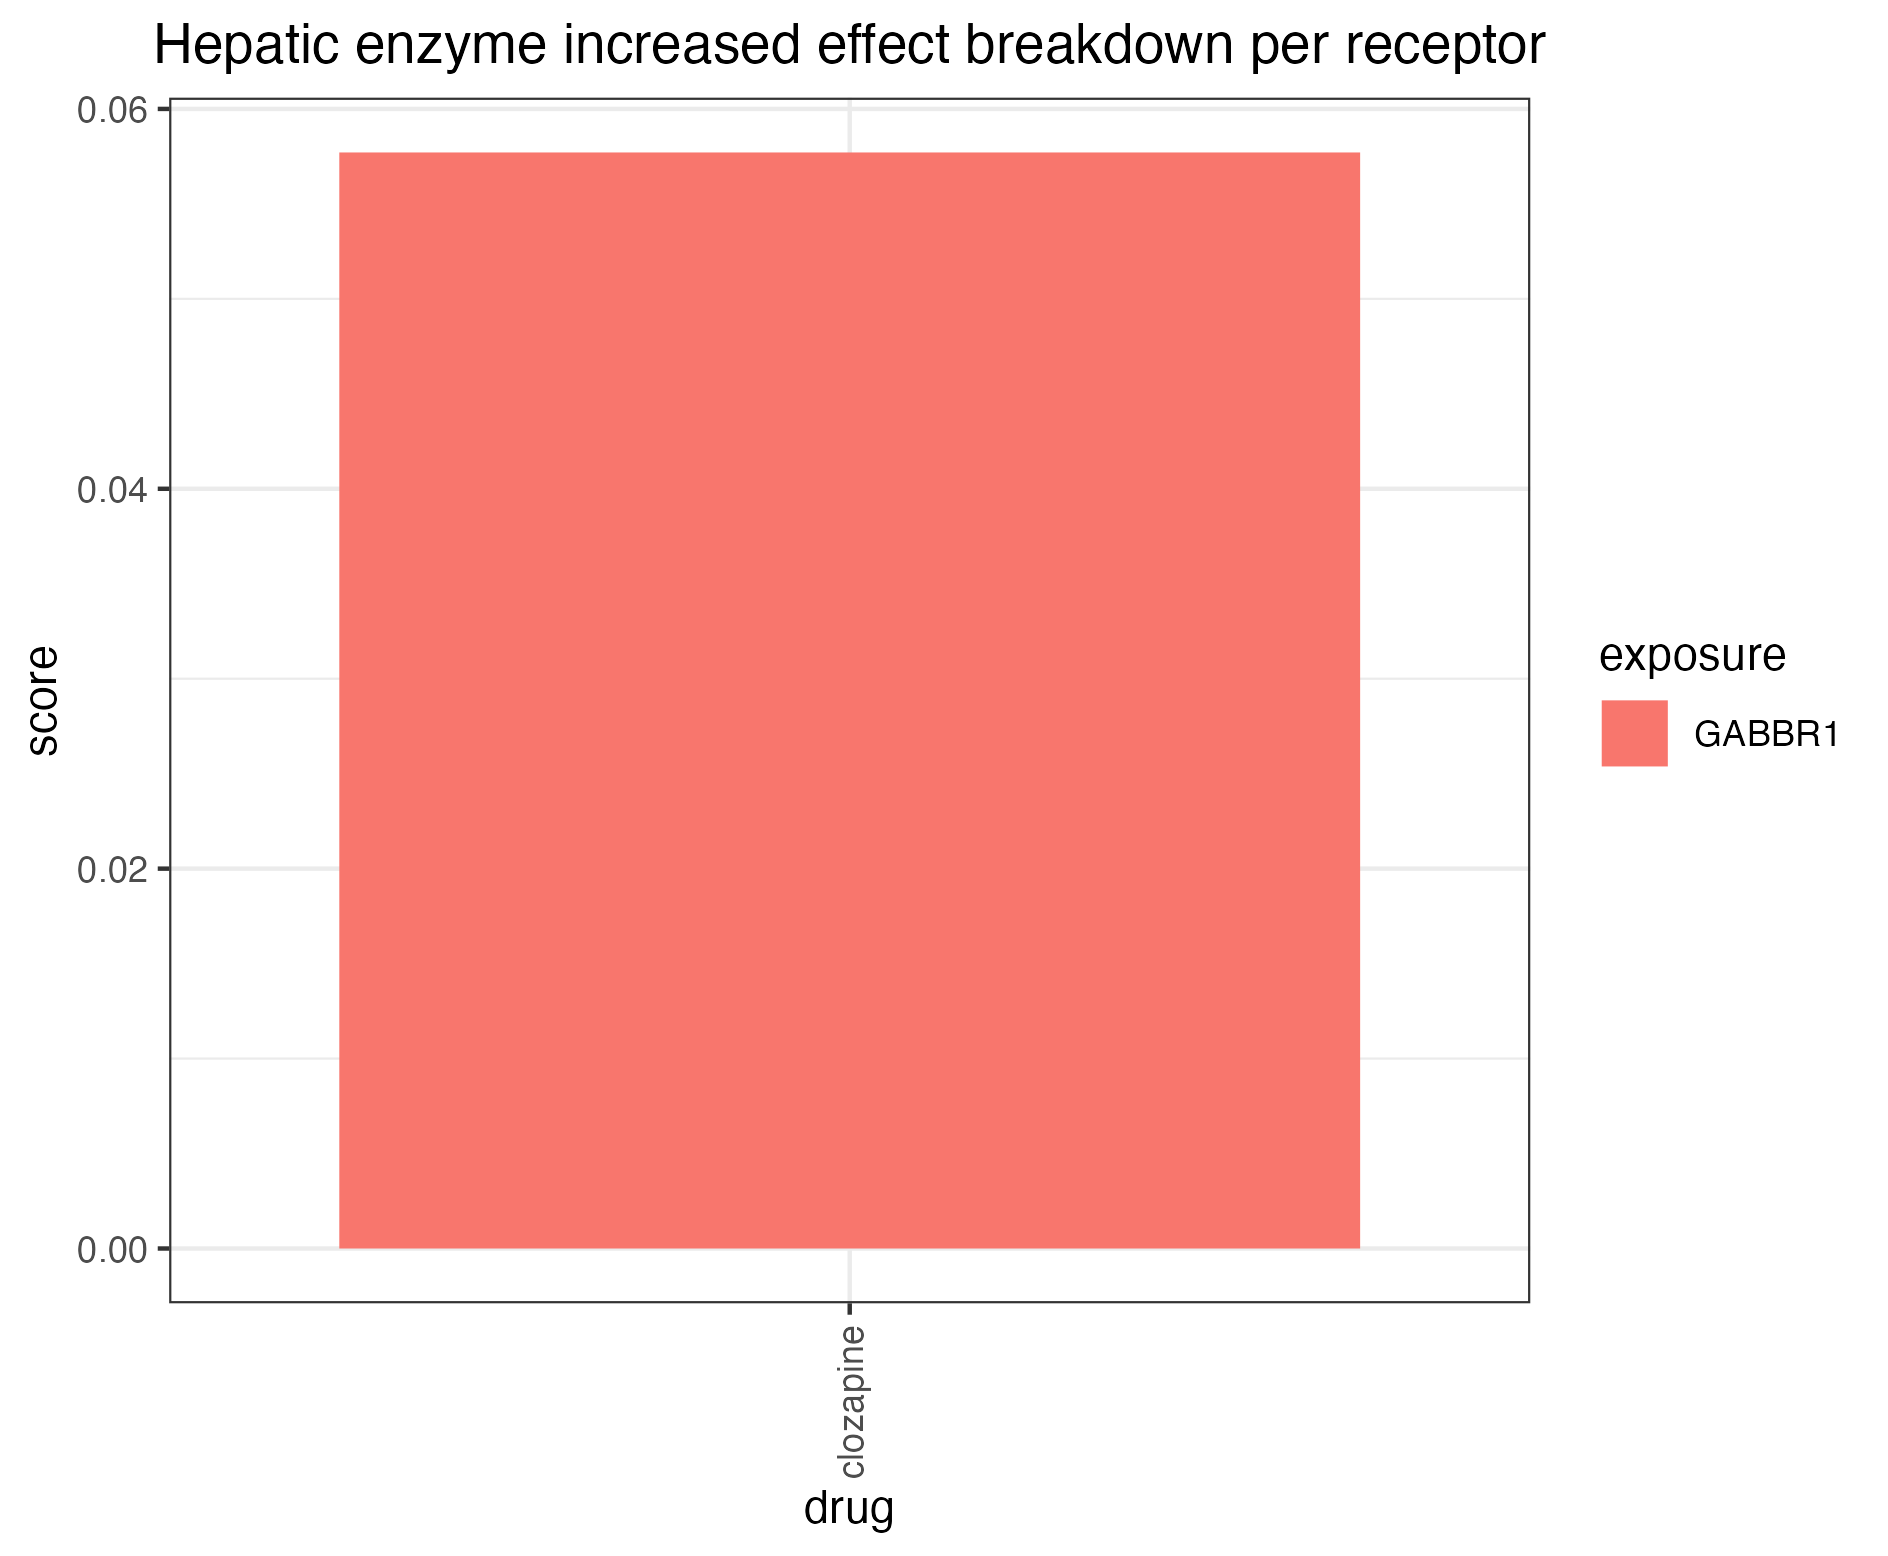 Hepatic enzyme increased effect breakdown per receptor
0.06
0.04
0.02
0.00
score
clozapine
drug
exposure
GABBR1